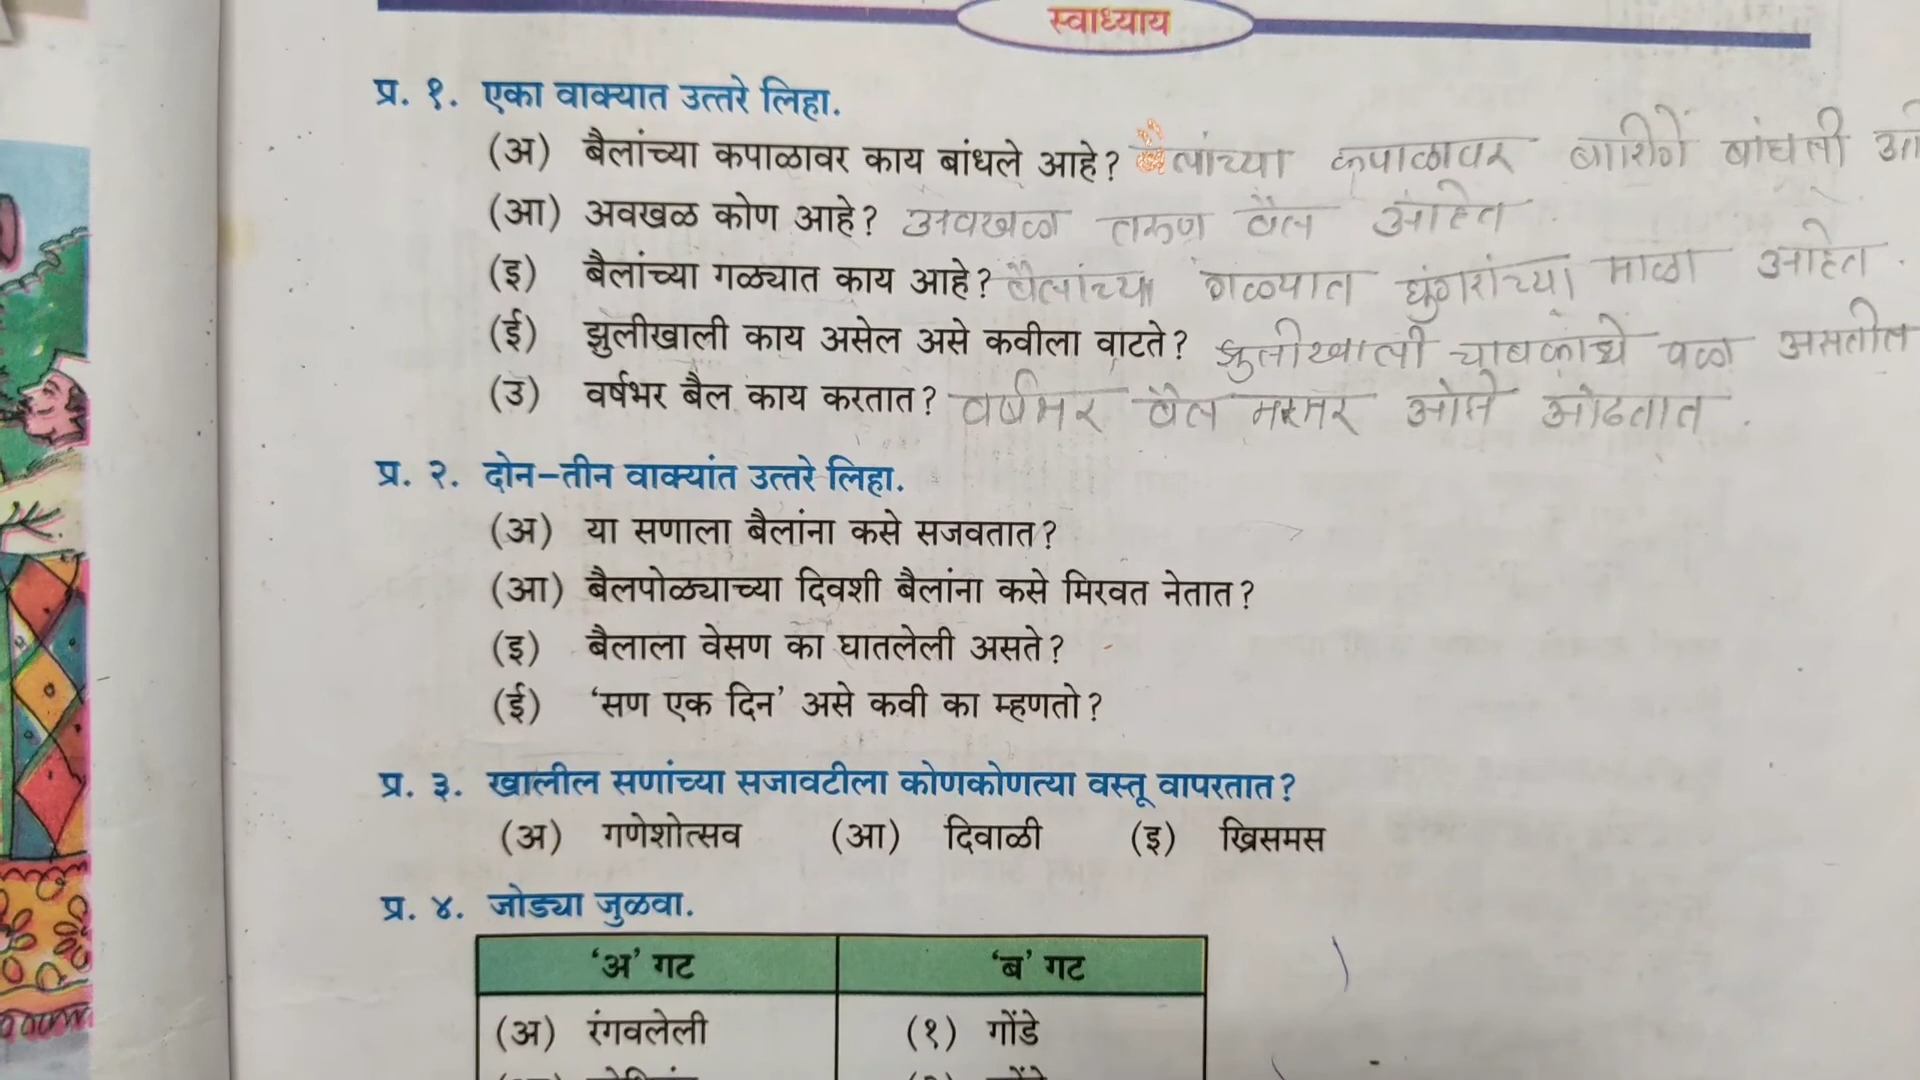 स्वाध्याय
प्र. १. एका वाक्यात उत्तरे लिहा.
(अ) बैलांच्या कपाळावर काय बांधले आहे? बैलांच्या कपाळावर बाशिंगे बांधली
(आ) अवखळ कोण आहे? अवखळ तरुण बैल आहेत
(इ) बैलांच्या गळ्यात काय आहे? बैलांच्या गळ्यात घुंगरांच्या माळा आहेत.
(ई) झुलीखाली काय असेल असे कवीला वाटते? झुलीखाली चाबकाचे वळ असतील
(उ) वर्षभर बैल काय करतात? वर्षभर बैल मरमर ओझे ओढतात.
प्र. २. दोन-तीन वाक्यांत उत्तरे लिहा.
(अ) या सणाला बैलांना कसे सजवतात?
(आ) बैलपोळ्याच्या दिवशी बैलांना कसे मिरवत नेतात?
(इ) बैलाला वेसण का घातलेली असते?
(ई) ‘सण एक दिन’ असे कवी का म्हणतो?
प्र. ३. खालील सणांच्या सजावटीला कोणकोणत्या वस्तू वापरतात?
(अ) गणेशोत्सव (आ) दिवाळी (इ) ख्रिसमस
प्र. ४. जोड्या जुळवा.
‘अ’ गट ‘ब’ गट
(अ) रंगवलेली (१) गोंडे